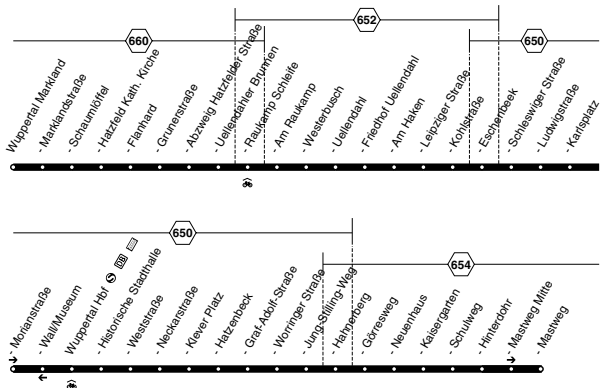 652
660
650
Wuppertal Markland
- Marklandstraße
- Schaumlöffel
- Hatzfeld Kath. Kirche
- Flanhard
- Grunerstraße
- Abzweig Hatzfelder Straße
- Uellendahler Brunnen
- Raukamp Schleife
- Am Raukamp
- Westerbusch
- Uellendahl
- Friedhof Uellendahl
- Am Haken
- Leipziger Straße
- Kohlstraße
- Eschenbeek
- Schleswiger Straße
- Ludwigstraße
- Karlsplatz
650
654
- Morianstraße
- Wall/Museum
Wuppertal Hbf S DB
- Historische Stadthalle
- Weststraße
- Neckarstraße
- Klever Platz
- Hatzenbeck
- Graf-Adolf-Straße
- Worringer Straße
- Jung-Stilling-Weg
- Hahnerberg
- Görresweg
- Neuenhaus
- Kaisergarten
- Schulweg
- Hinterdohr
- Mastweg Mitte
- Mastweg